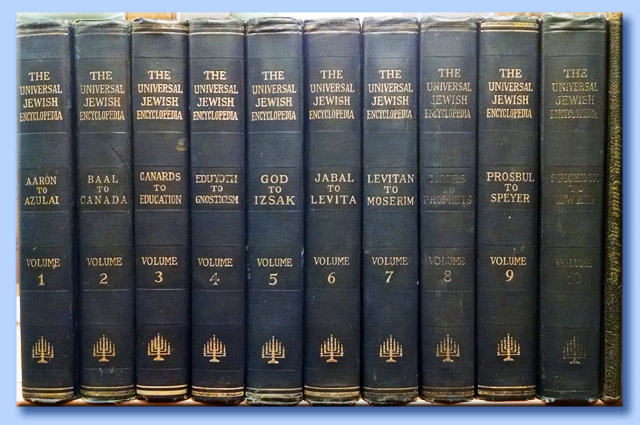 THE
UNIVERSAL
JEWISH
ENCYCLOPEDIA
AARON
TO
AZULAI
VOLUME
1
THE
UNIVERSAL
JEWISH
ENCYCLOPEDIA
BAAL
TO
CANADA
VOLUME
2
THE
UNIVERSAL
JEWISH
ENCYCLOPEDIA
CANARDS
TO
EDUCATION
VOLUME
3
THE
UNIVERSAL
JEWISH
ENCYCLOPEDIA
EDUYOTH
TO
GNOSTICISM
VOLUME
4
THE
UNIVERSAL
JEWISH
ENCYCLOPEDIA
GOD
TO
IZSAK
VOLUME
5
THE
UNIVERSAL
JEWISH
ENCYCLOPEDIA
JABAL
TO
LEVITA
VOLUME
6
THE
UNIVERSAL
JEWISH
ENCYCLOPEDIA
LEVITAN
TO
MOSERIM
VOLUME
7
THE
UNIVERSAL
JEWISH
ENCYCLOPEDIA
MOSES
TO
PROPHETS
VOLUME
8
THE
UNIVERSAL
JEWISH
ENCYCLOPEDIA
PROSBUL
TO
SPEYER
VOLUME
9
THE
UNIVERSAL
JEWISH
ENCYCLOPEDIA
TO
VOLUME
10